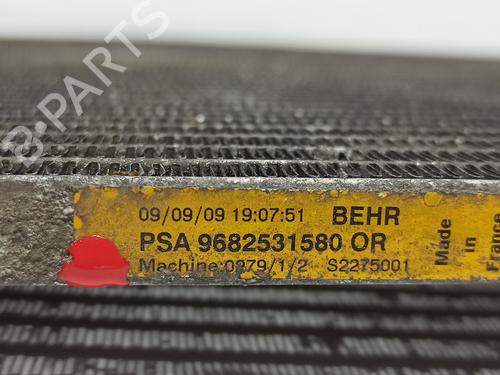 B-PARTS
09/09/09 19:07:51 BEHR
PSA 9682531580 OR
Machine:0279/1/2 S2275001
Made
in
France